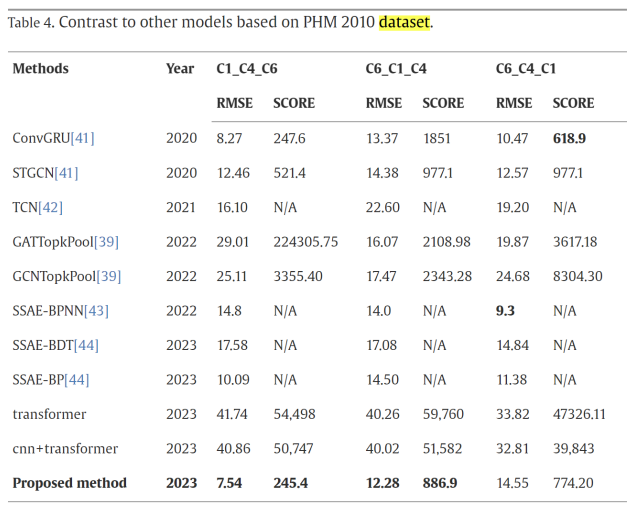 Table 4. Contrast to other models based on PHM 2010 dataset.
Methods Year C1_C4_C6 C6_C1_C4 C6_C4_C1
RMSE SCORE RMSE SCORE RMSE SCORE
ConvGRU[41] 2020 8.27 247.6 13.37 1851 10.47 618.9
STGCN[41] 2020 12.46 521.4 14.38 977.1 12.57 977.1
TCN[42] 2021 16.10 N/A 22.60 N/A 19.20 N/A
GATTopkPool[39] 2022 29.01 224305.75 16.07 2108.98 19.87 3617.18
GCNTopkPool[39] 2022 25.11 3355.40 17.47 2343.28 24.68 8304.30
SSAE-BPNN[43] 2022 14.8 N/A 14.0 N/A 9.3 N/A
SSAE-BDT[44] 2023 17.58 N/A 17.08 N/A 14.84 N/A
SSAE-BP[44] 2023 10.09 N/A 14.50 N/A 11.38 N/A
transformer 2023 41.74 54,498 40.26 59,760 33.82 47326.11
cnn+transformer 2023 40.86 50,747 40.02 51,582 32.81 39,843
Proposed method 2023 7.54 245.4 12.28 886.9 14.55 774.20